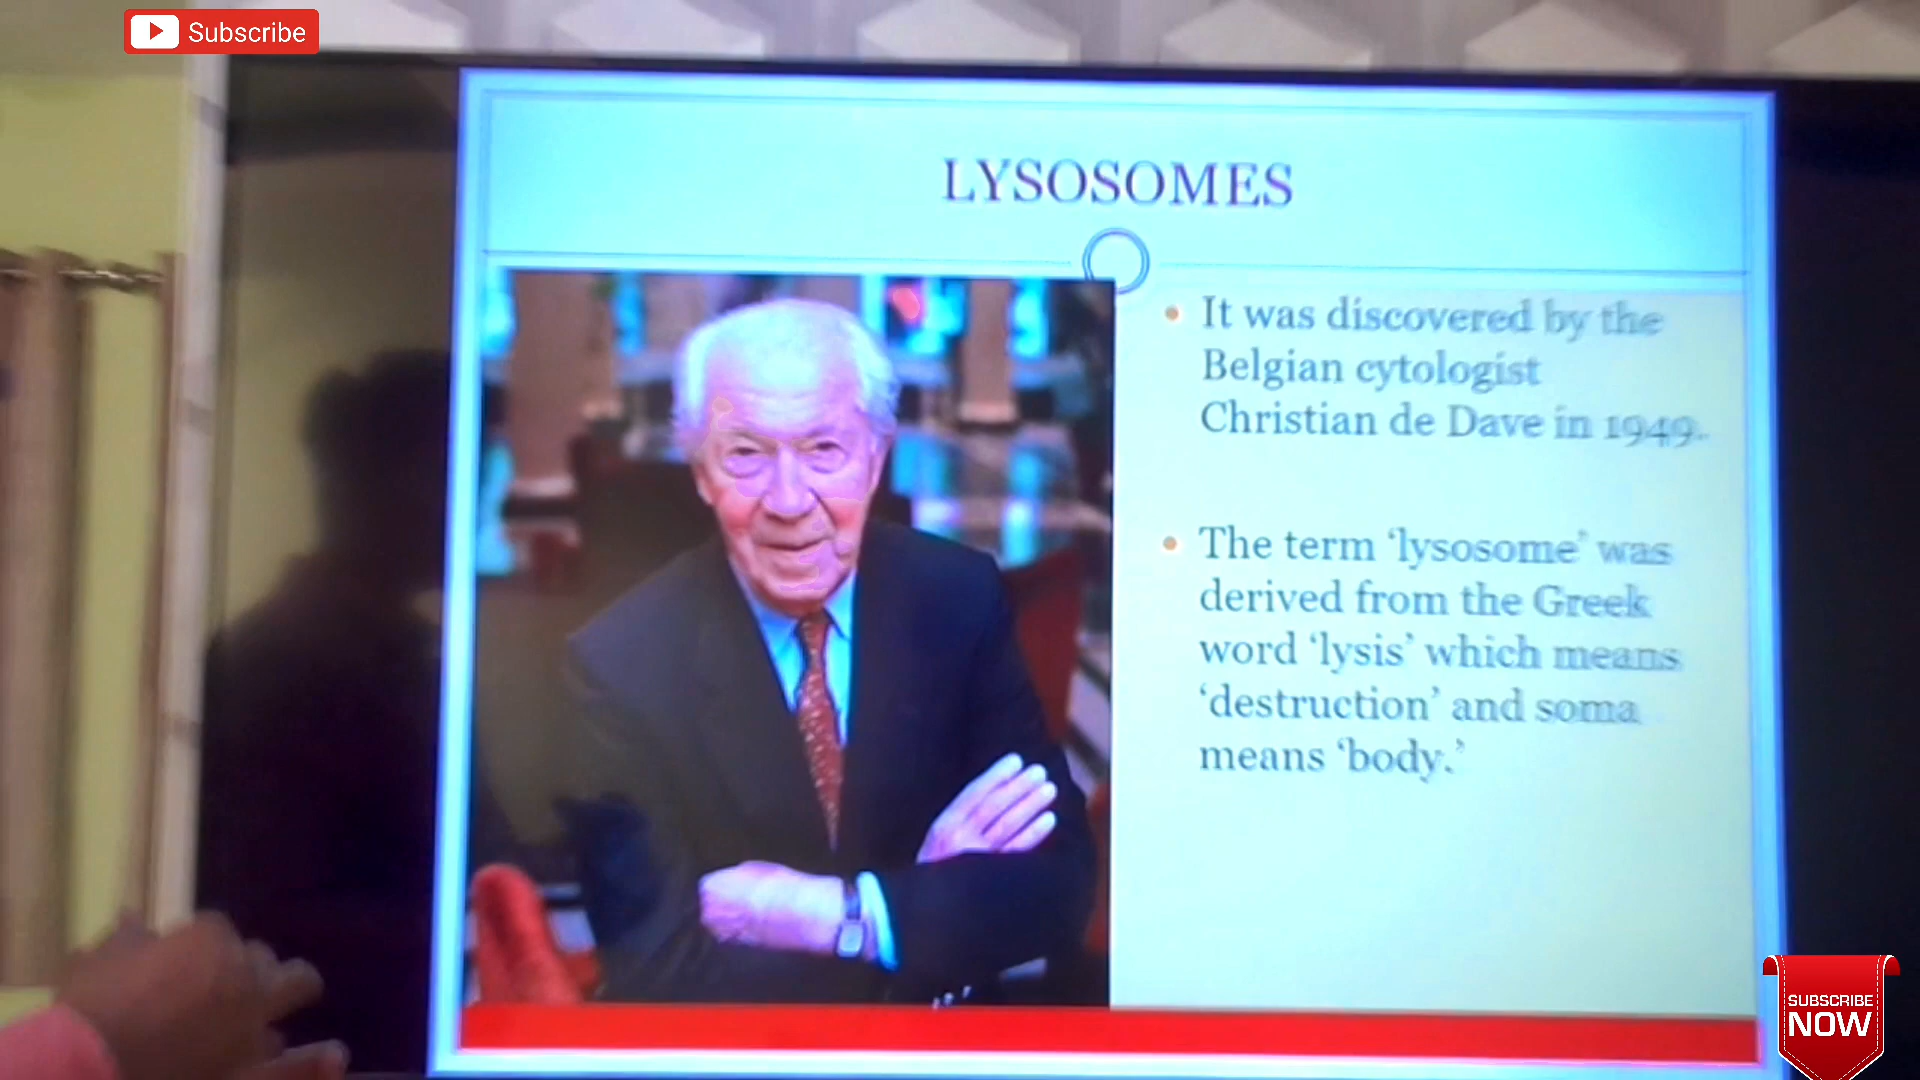 Subscribe
LYSOSOMES
• It was discovered by the
Belgian cytologist
Christian de Dave in 1949.
• The term ‘lysosome’ was
derived from the Greek
word ‘lysis’ which means
‘destruction’ and soma
means ‘body.’
SUBSCRIBE
NOW